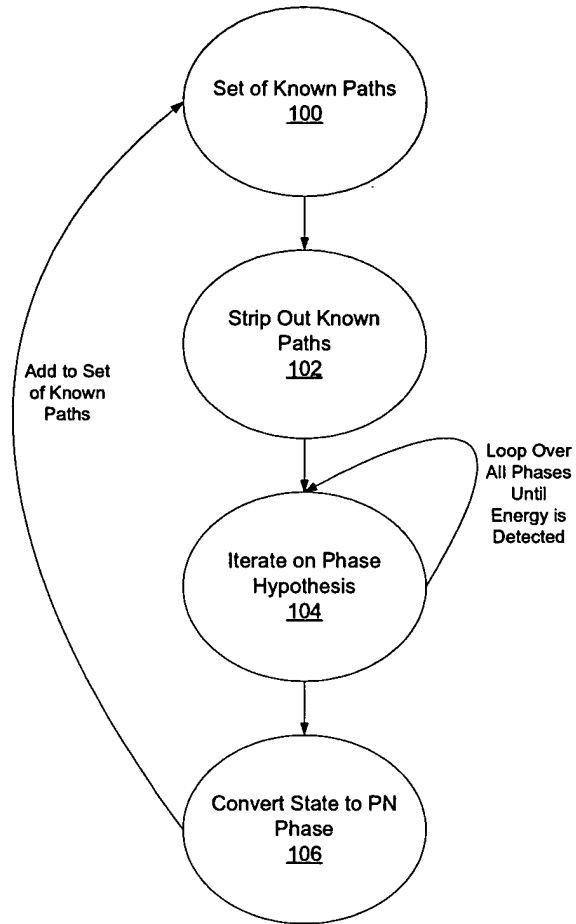 Set of Known Paths
100
Strip Out Known
Paths
102
Add to Set
of Known
Paths
Loop Over
All Phases
Until
Energy is
Detected
Iterate on Phase
Hypothesis
104
Convert State to PN
Phase
106